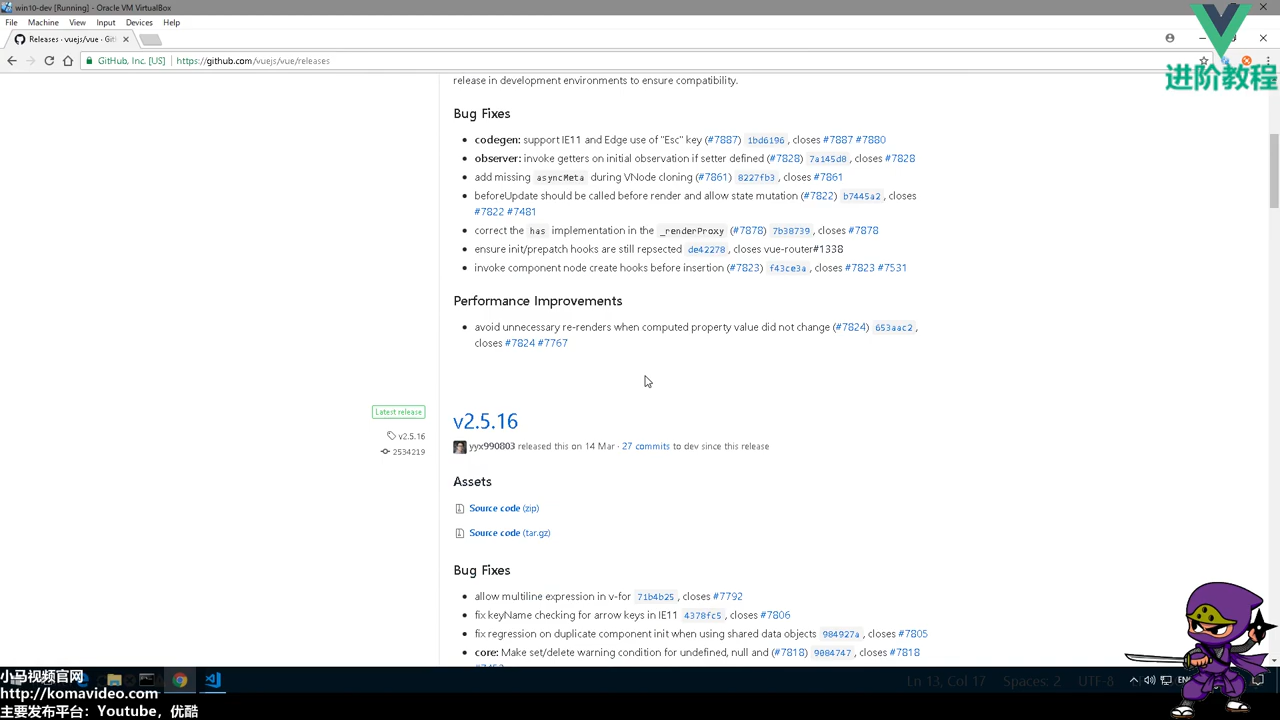 win10-dev [Running] - Oracle VM VirtualBox
File Machine View Input Devices Help
Releases · vuejs/vue · Git
GitHub, Inc. [US] https://github.com/vuejs/vue/releases
进阶教程
release in development environments to ensure compatibility.
Bug Fixes
codegen: support IE11 and Edge use of "Esc" key (#7887) 1bd6196, closes #7887 #7880
observer: invoke getters on initial observation if setter defined (#7828) 7a145d8, closes #7828
add missing asyncMeta during VNode cloning (#7861) 8227fb3, closes #7861
beforeUpdate should be called before render and allow state mutation (#7822) b7445a2, closes
#7822 #7481
correct the has implementation in the _renderProxy (#7878) 7b38739, closes #7878
ensure init/prepatch hooks are still repsected de42278, closes vue-router#1338
invoke component node create hooks before insertion (#7823) f43ce3a, closes #7823 #7531
Performance Improvements
avoid unnecessary re-renders when computed property value did not change (#7824) 653aac2,
closes #7824 #7767
Latest release
v2.5.16
2534219
v2.5.16
yyx990803 released this on 14 Mar · 27 commits to dev since this release
Assets
Source code (zip)
Source code (tar.gz)
Bug Fixes
allow multiline expression in v-for 71b4b25, closes #7792
fix keyName checking for arrow keys in IE11 4378fc5, closes #7806
fix regression on duplicate component init when using shared data objects 984927a, closes #7805
core: Make set/delete warning condition for undefined, null and (#7818) 9084747, closes #7818
小马视频官网
http://komavideo.com
主要发布平台：Youtube，优酷
Ln 13, Col 17 Spaces: 2 UTF-8
ENG